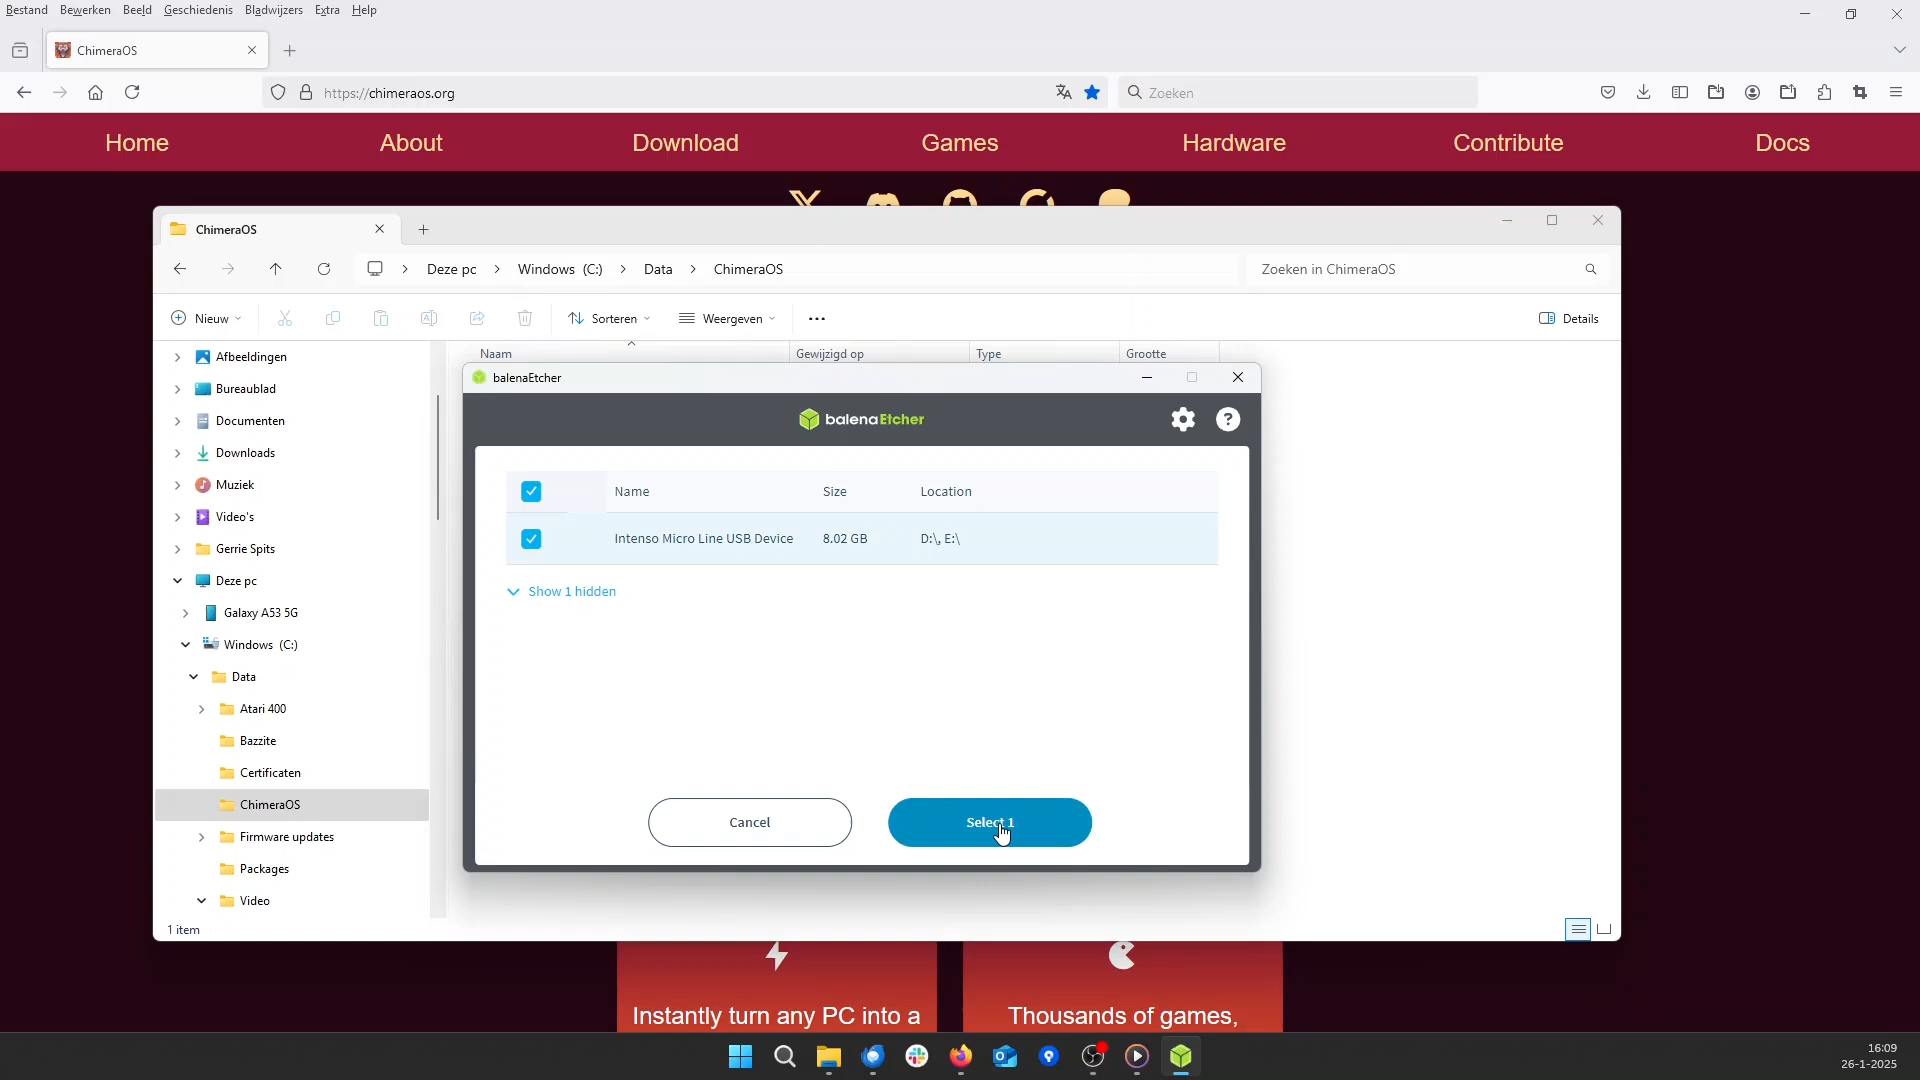 Bestand Bewerken Beeld Geschiedenis Bladwijzers Extra Help
ChimeraOS
https://chimeraos.org
Zoeken
Home About Download Games Hardware Contribute Docs
ChimeraOS
Deze pc Windows (C:) Data ChimeraOS
Zoeken in ChimeraOS
Nieuw Sorteren Weergeven Details
Naam Gewijzigd op Type Grootte
Afbeeldingen
Bureaublad
Documenten
Downloads
Muziek
Video's
Gerrie Spits
Deze pc
Galaxy A53 5G
Windows (C:)
Data
Atari 400
Bazzite
Certificaten
ChimeraOS
Firmware updates
Packages
Video
1 item
balenaEtcher
balenaEtcher
Name Size Location
Intenso Micro Line USB Device 8.02 GB D:\, E:\
Show 1 hidden
Cancel Select 1
Instantly turn any PC into a
Thousands of games,
16:09
26-1-2025